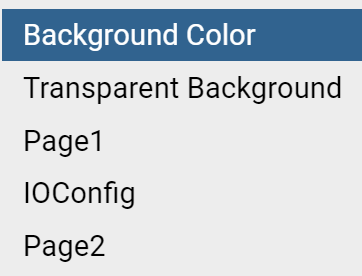 Background Color
Transparent Background
Page1
IOConfig
Page2